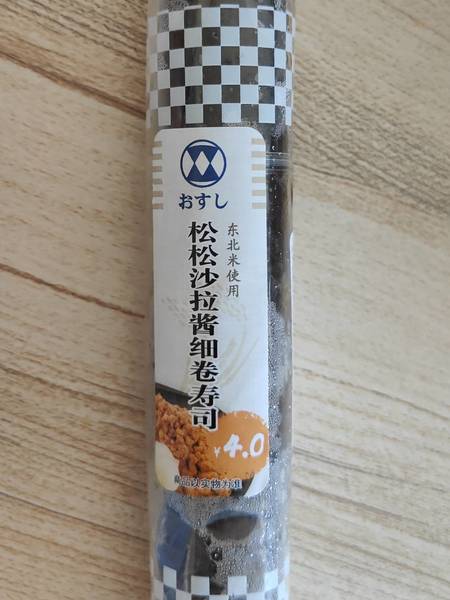 おすし
东北米使用
松松沙拉酱细卷寿司
¥4.0
商品以实物为准